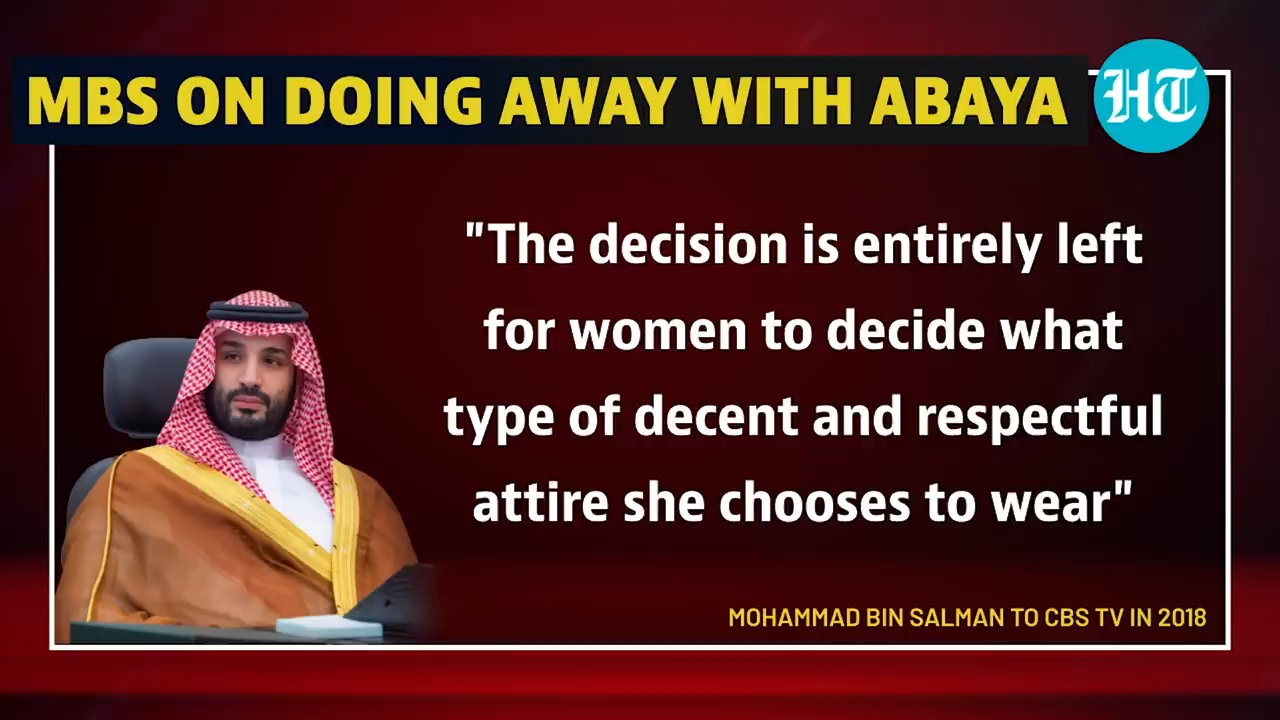 MBS ON DOING AWAY WITH ABAYA
HT
"The decision is entirely left
for women to decide what
type of decent and respectful
attire she chooses to wear"
MOHAMMAD BIN SALMAN TO CBS TV IN 2018